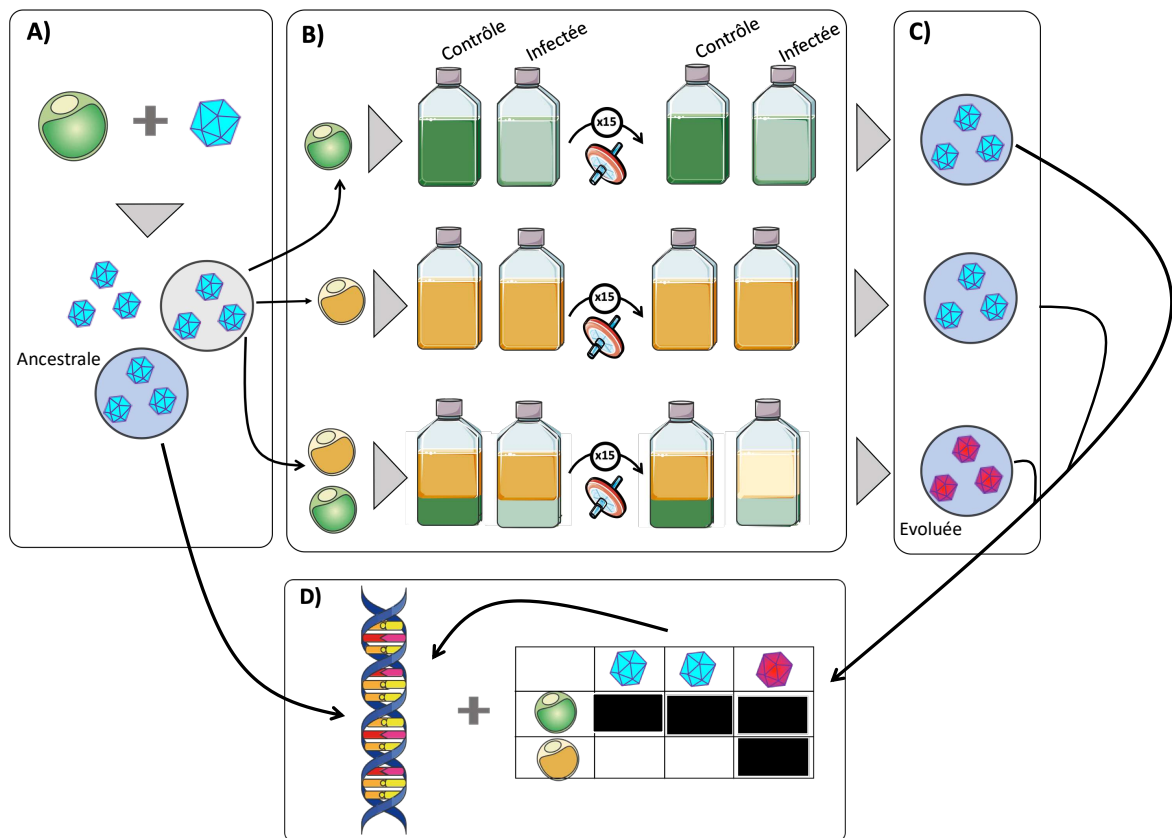 A)
Ancestrale
B)
Contrôle
Infectée
Contrôle
Infectée
x15
x15
x15
C)
Evoluée
D)